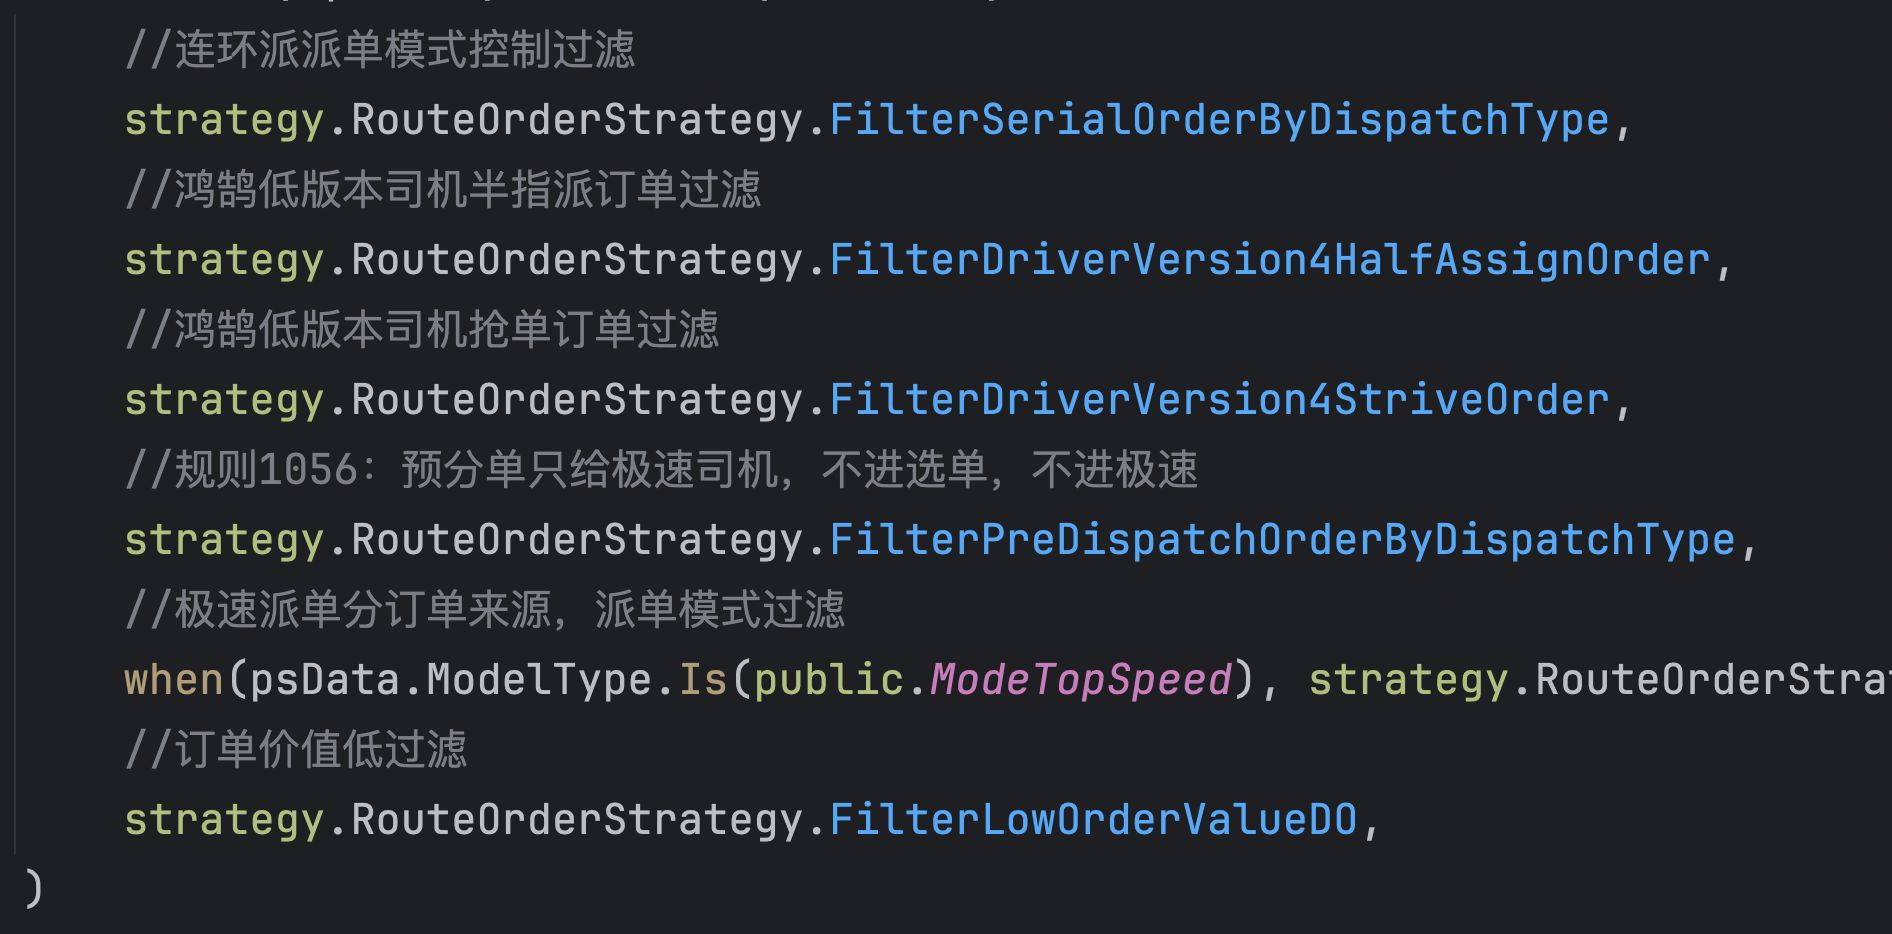 //连环派派单模式控制过滤
strategy.RouteOrderStrategy.FilterSerialOrderByDispatchType,
//鸿鹄低版本司机半指派订单过滤
strategy.RouteOrderStrategy.FilterDriverVersion4HalfAssignOrder,
//鸿鹄低版本司机抢单订单过滤
strategy.RouteOrderStrategy.FilterDriverVersion4StriveOrder,
//规则1056：预分单只给极速司机，不进选单，不进极速
strategy.RouteOrderStrategy.FilterPreDispatchOrderByDispatchType,
//极速派单分订单来源，派单模式过滤
when(psData.ModelType.Is(public.ModeTopSpeed), strategy.RouteOrderStrat
//订单价值低过滤
strategy.RouteOrderStrategy.FilterLowOrderValueDO,
)